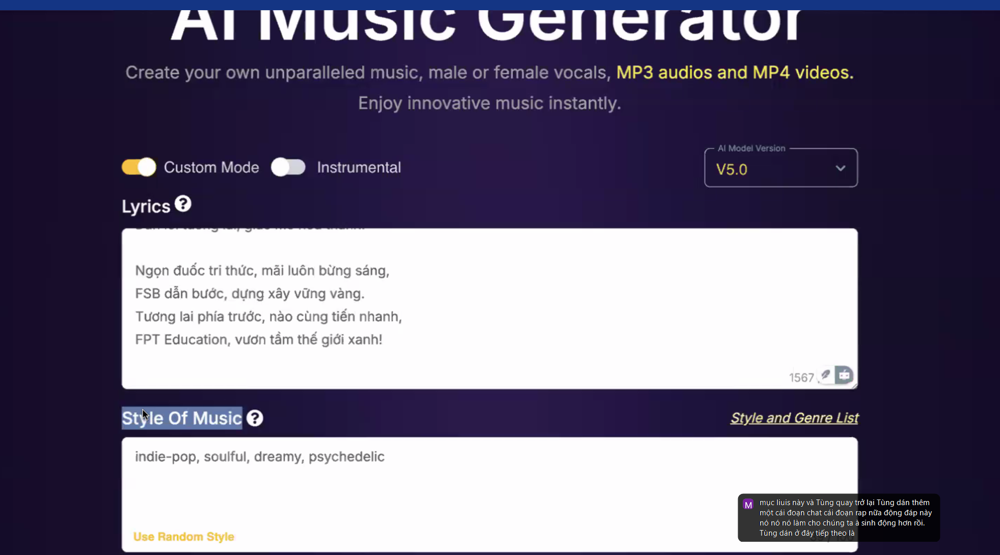 AI Music Generator
Create your own unparalleled music, male or female vocals, MP3 audios and MP4 videos.
Enjoy innovative music instantly.
Custom Mode
Instrumental
AI Model Version
V5.0
Lyrics ?
Ngọn đuốc tri thức, mãi luôn bừng sáng,
FSB dẫn bước, dựng xây vững vàng.
Tương lai phía trước, nào cùng tiến nhanh,
FPT Education, vươn tầm thế giới xanh!
1567
Style Of Music ?
Style and Genre List
indie-pop, soulful, dreamy, psychedelic
Use Random Style
M
mục liuis này và Tùng quay trở lại Tùng dán thêm
một cái đoạn chat cái đoạn rap nữa động đáp này
nó nó nó làm cho chúng ta à sinh động hơn rồi.
Tùng dán ở đây tiếp theo là